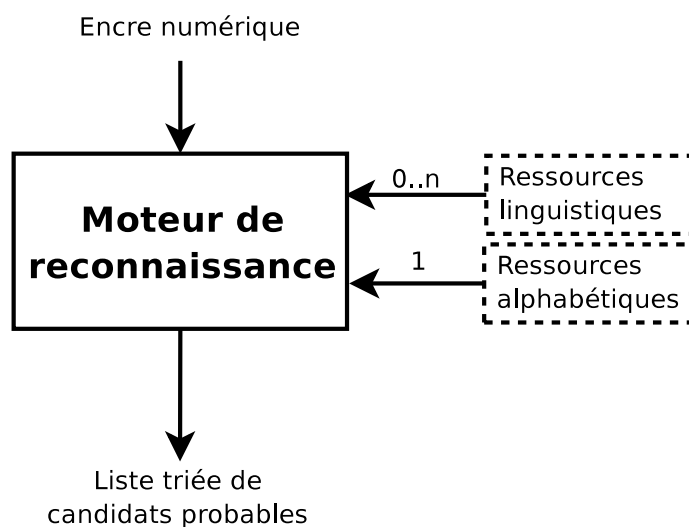 Encre numérique
Moteur de
reconnaissance
0..n
Ressources
linguistiques
1
Ressources
alphabétiques
Liste triée de
candidats probables